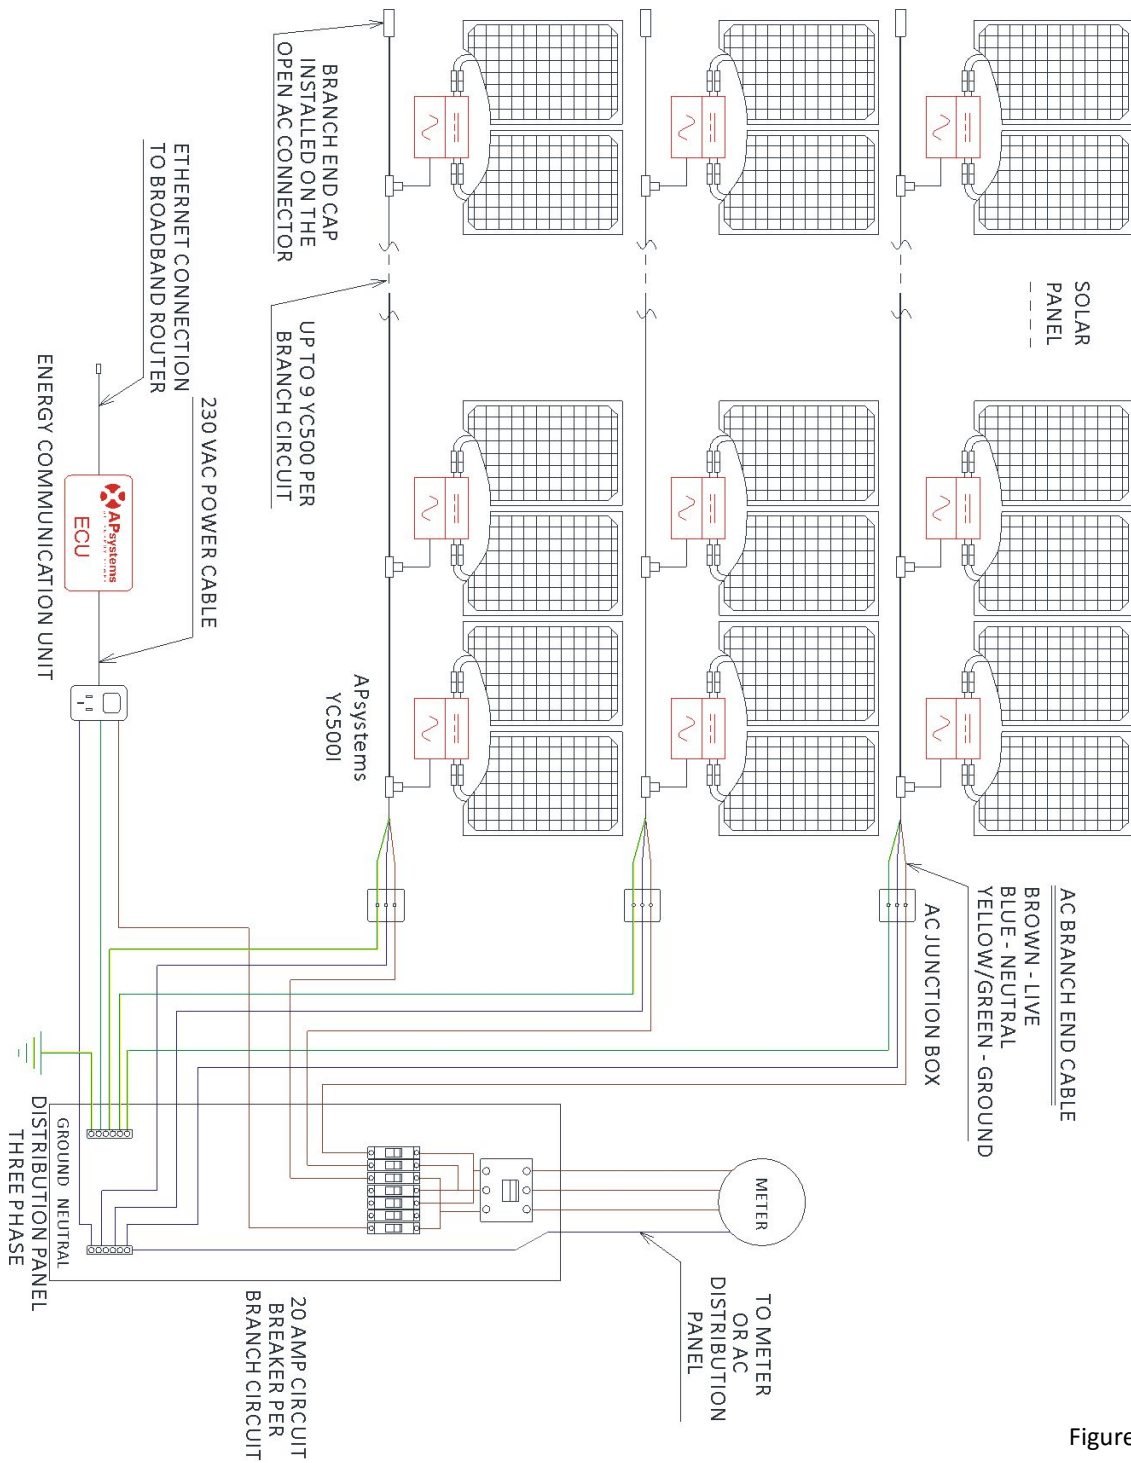 BRANCH END CAP
INSTALLED ON THE
OPEN AC CONNECTOR
ETHERNET CONNECTION
TO BROADBAND ROUTER
UP TO 9 YC500 PER
BRANCH CIRCUIT
SOLAR
PANEL
230 VAC POWER CABLE
ENERGY COMMUNICATION UNIT
APsystems
ECU
APsystems
YC500I
AC BRANCH END CABLE
BROWN - LIVE
BLUE - NEUTRAL
YELLOW/GREEN - GROUND
AC JUNCTION BOX
GROUND
NEUTRAL
DISTRIBUTION PANEL
THREE PHASE
METER
TO METER
OR AC
DISTRIBUTION
PANEL
20 AMP CIRCUIT
BREAKER PER
BRANCH CIRCUIT
Figure